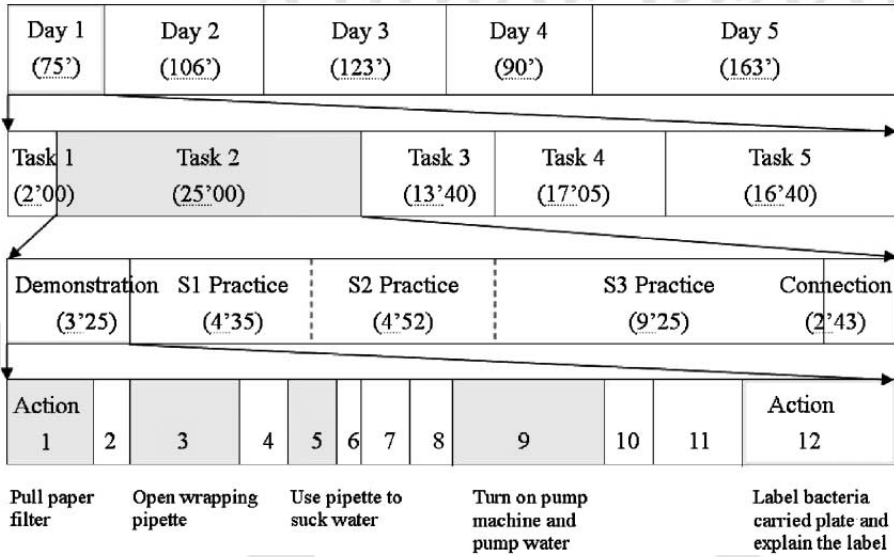 Day 1 Day 2 Day 3 Day 4 Day 5
(75’) (106’) (123’) (90’) (163’)
Task 1 Task 2 Task 3 Task 4 Task 5
(2’00) (25’00) (13’40) (17’05) (16’40)
Demonstration S1 Practice S2 Practice S3 Practice Connection
(3’25) (4’35) (4’52) (9’25) (2’43)
Action Action
1 2 3 4 5 6 7 8 9 10 11 12
Pull paper Open wrapping Use pipette to Turn on pump Label bacteria
filter pipette suck water machine and carried plate and
pump water explain the label